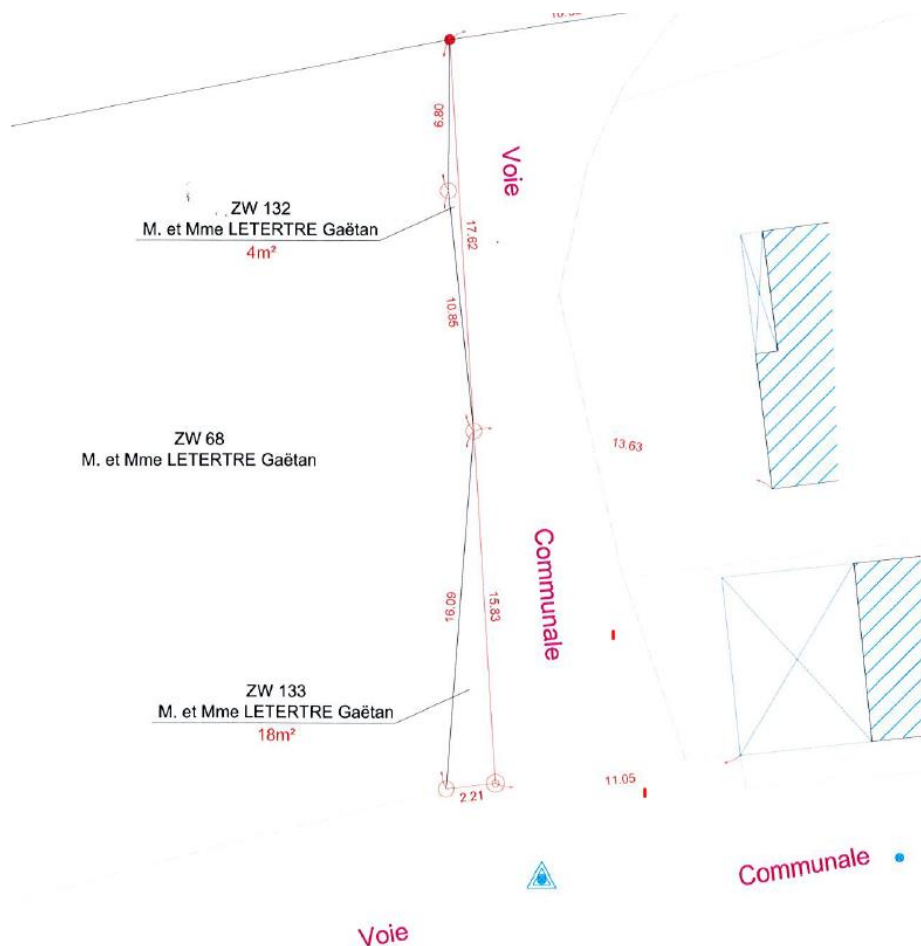 6.80
Voie
ZW 132
M. et Mme LETERTRE Gaëtan
4m²
17.62
10.85
ZW 68
M. et Mme LETERTRE Gaëtan
13.63
Communale
16.09
15.83
ZW 133
M. et Mme LETERTRE Gaëtan
18m²
2.21
11.05
Communale
Voie